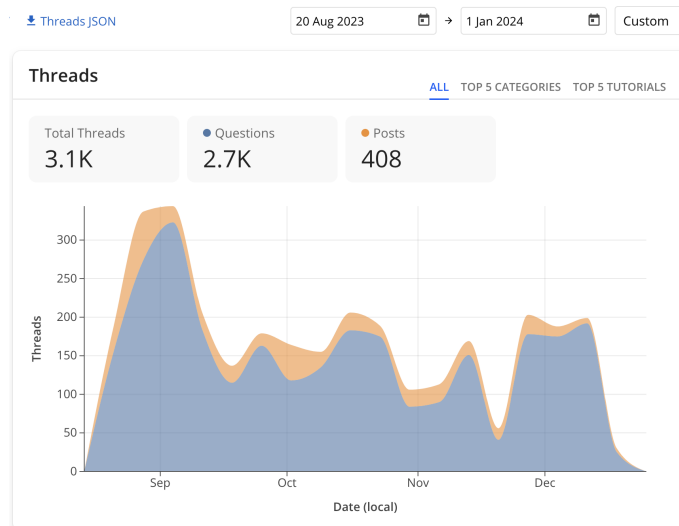 Threads JSON
20 Aug 2023 → 1 Jan 2024 Custom
Threads
ALL TOP 5 CATEGORIES TOP 5 TUTORIALS
Total Threads Questions Posts
3.1K 2.7K 408
300
250
200
150
100
50
0
Threads
Sep Oct Nov Dec
Date (local)